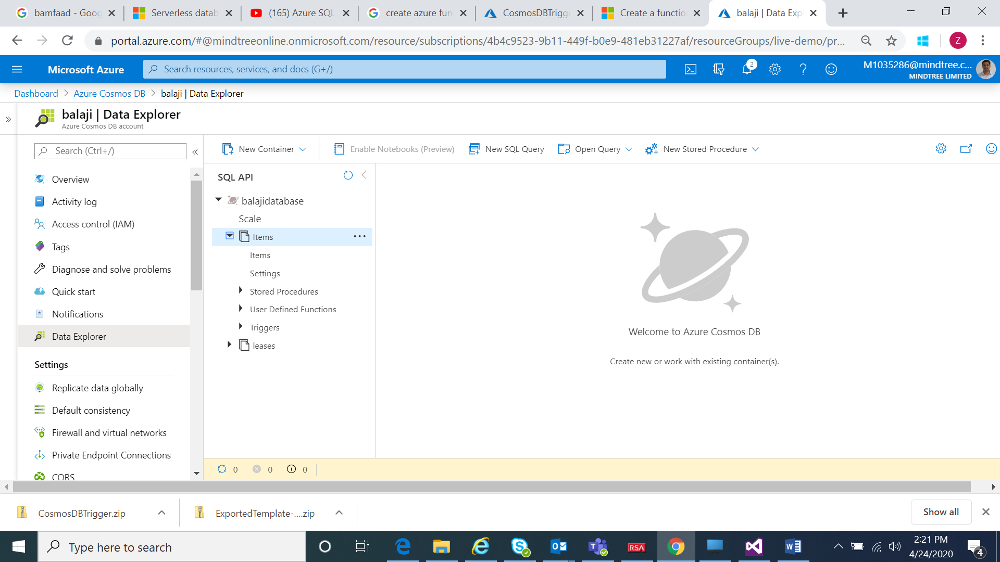 bamfaad - Goog
Serverless datab
(165) Azure SQL
create azure fun
CosmosDBTrigge
Create a functio
balaji | Data Exp
portal.azure.com/#@mindtreeonline.onmicrosoft.com/resource/subscriptions/4b4c9523-9b11-449f-b0e9-481eb31227af/resourceGroups/live-demo/pr...
Z
Microsoft Azure
Search resources, services, and docs (G+/)
2
M1035286@mindtree.c...
MINDTREE LIMITED
Dashboard > Azure Cosmos DB > balaji | Data Explorer
balaji | Data Explorer
Azure Cosmos DB account
Search (Ctrl+/)
Overview
Activity log
Access control (IAM)
Tags
Diagnose and solve problems
Quick start
Notifications
Data Explorer
Settings
Replicate data globally
Default consistency
Firewall and virtual networks
Private Endpoint Connections
CORS
New Container
Enable Notebooks (Preview)
New SQL Query
Open Query
New Stored Procedure
SQL API
balajidatabase
Scale
Items
Items
Settings
Stored Procedures
User Defined Functions
Triggers
leases
Welcome to Azure Cosmos DB
Create new or work with existing container(s).
0
0
0
CosmosDBTrigger.zip
ExportedTemplate-....zip
Show all
Type here to search
RSA
2:21 PM
4/24/2020
4